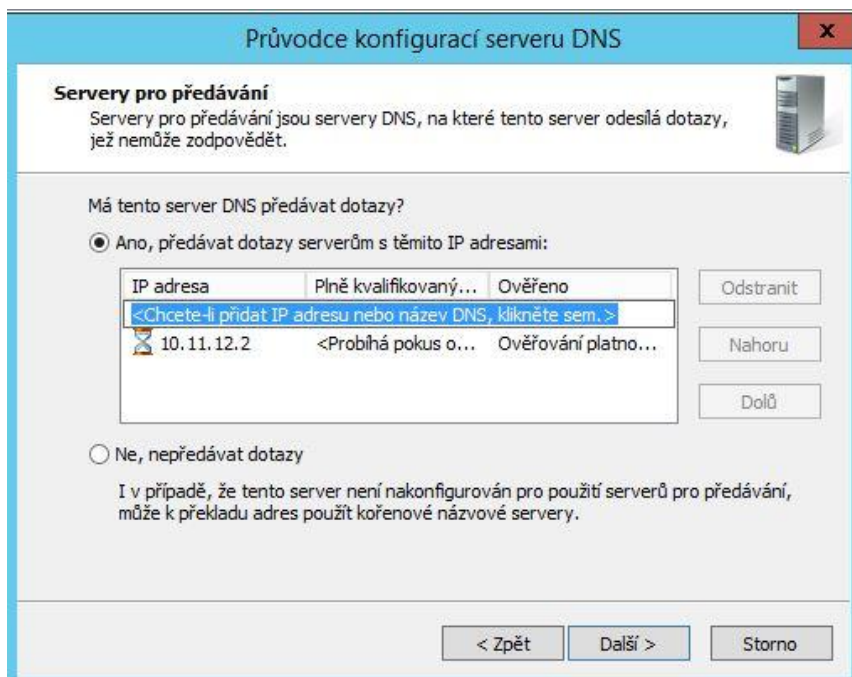 Průvodce konfigurací serveru DNS
x
Servery pro předávání
Servery pro předávání jsou servery DNS, na které tento server odesílá dotazy,
jež nemůže zodpovědět.
Má tento server DNS předávat dotazy?
Ano, předávat dotazy serverům s těmito IP adresami:
IP adresa Plně kvalifikovaný... Ověřeno
<Chcete-li přidat IP adresu nebo název DNS, klikněte sem.>
10.11.12.2 <Probíhá pokus o... Ověřování platno...
Odstranit
Nahoru
Dolů
Ne, nepředávat dotazy
I v případě, že tento server není nakonfigurován pro použití serverů pro předávání,
může k překladu adres použít kořenové názvové servery.
< Zpět Další > Storno